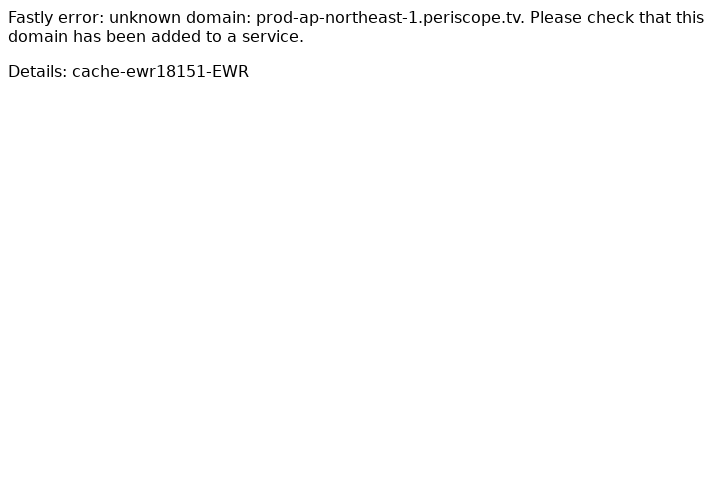 Fastly error: unknown domain: prod-ap-northeast-1.periscope.tv. Please check that this
domain has been added to a service.
Details: cache-ewr18151-EWR